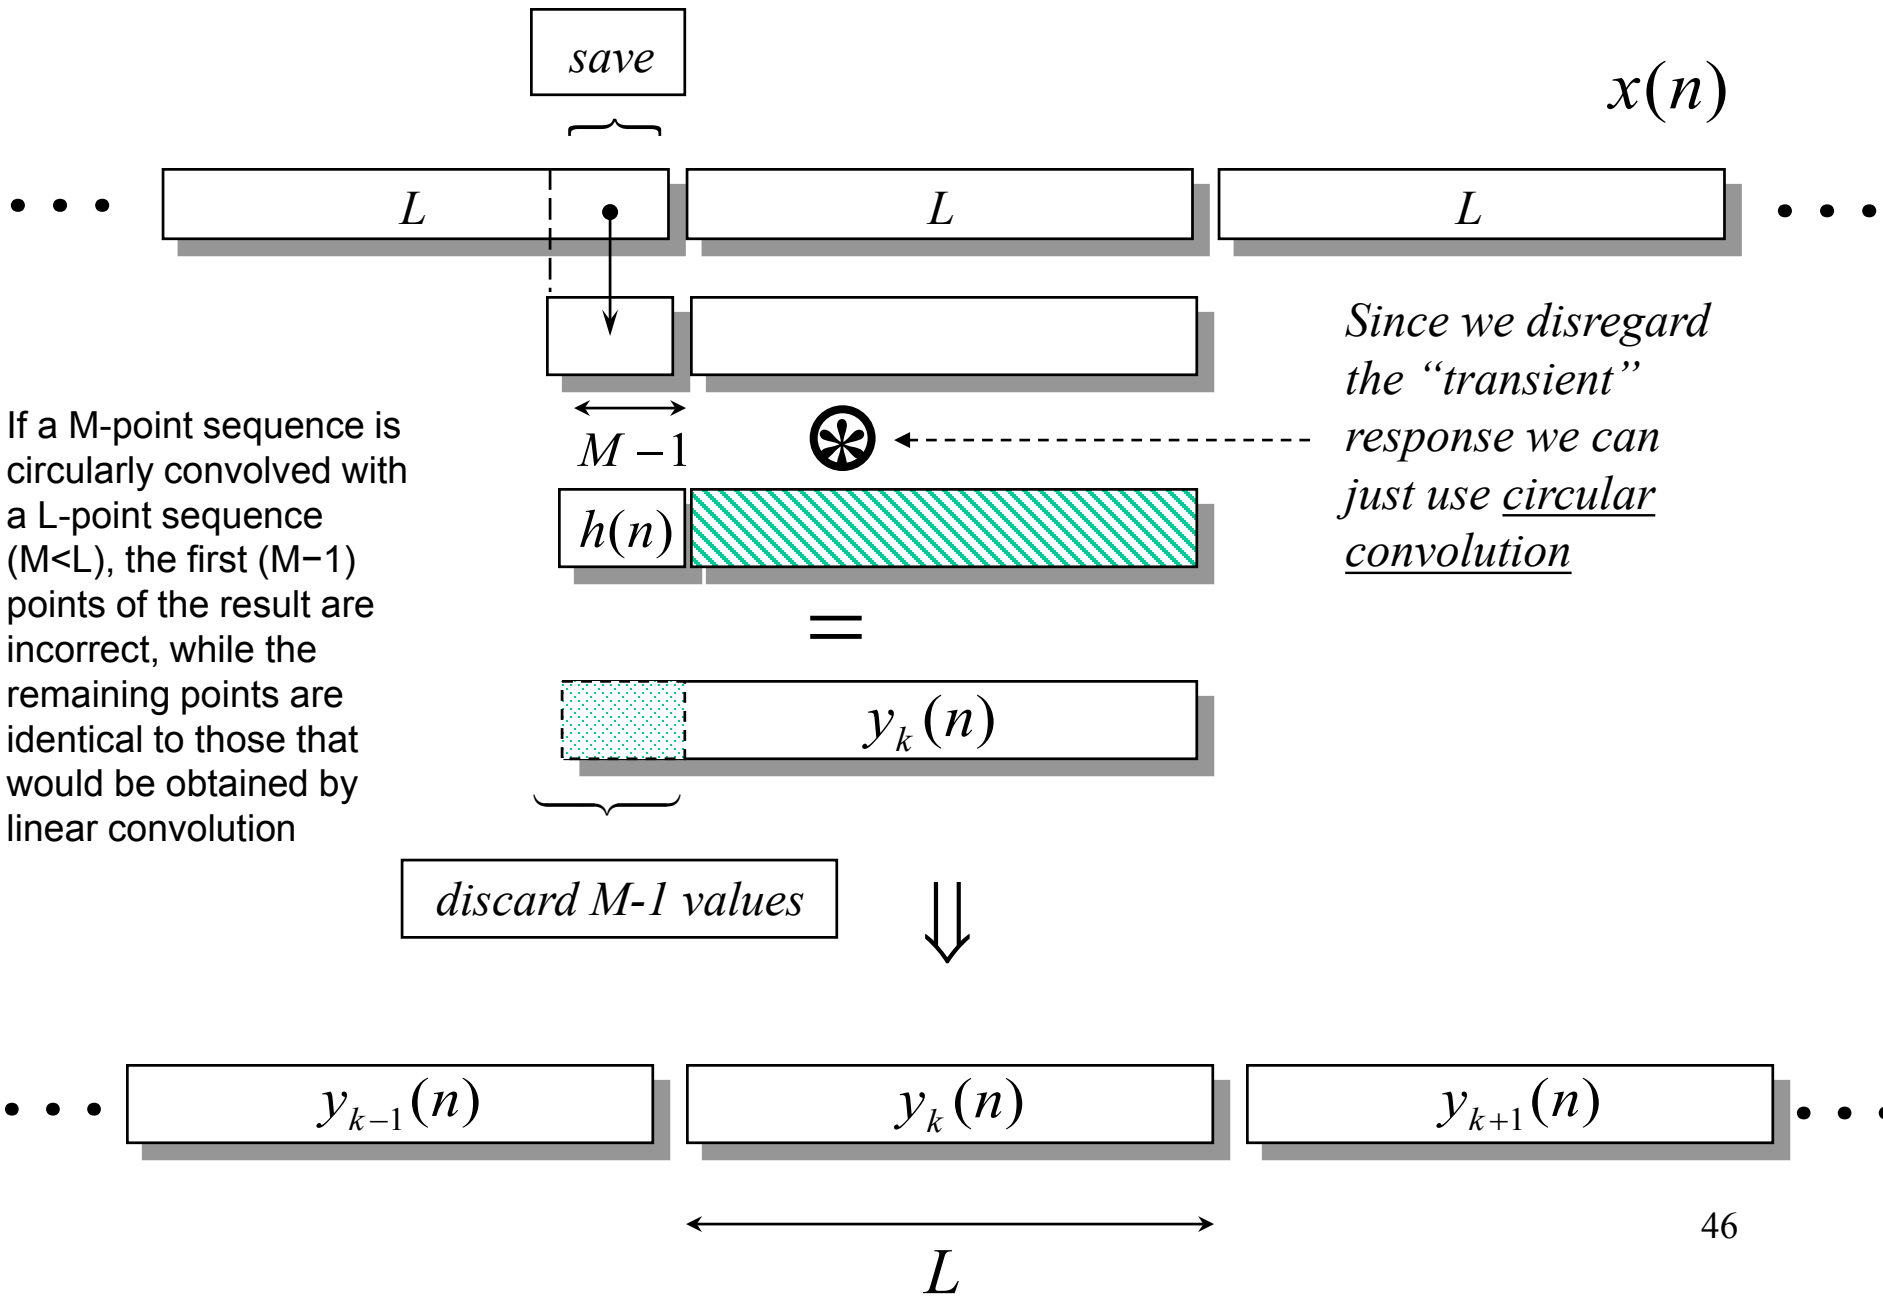 save
x(n)
• • •
L
L
L
• • •
Since we disregard
the “transient”
response we can
just use circular
convolution
If a M-point sequence is
circularly convolved with
a L-point sequence
(M<L), the first (M−1)
points of the result are
incorrect, while the
remaining points are
identical to those that
would be obtained by
linear convolution
M −1
h(n)
=
y_k(n)
discard M-1 values
⇓
• • •
y_{k−1}(n)
y_k(n)
y_{k+1}(n)
• • •
L
46